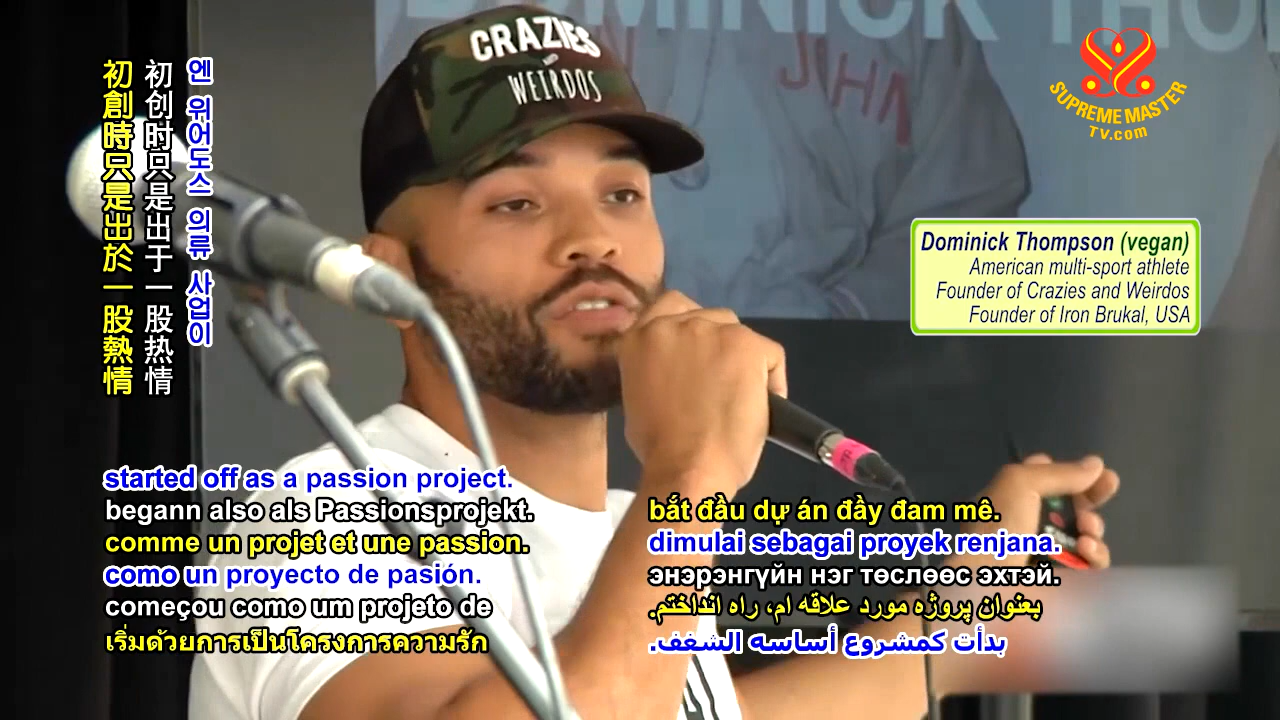 DOMINICK THO
JOHN
CRAZIES
AND
WEIRDOS
SUPREME MASTER
TV.com
Dominick Thompson (vegan)
American multi-sport athlete
Founder of Crazies and Weirdos
Founder of Iron Brukal, USA
엔 위어도스 의류 사업이
初创时只是出于一股热情
初創時只是出於一股熱情
started off as a passion project.
begann also als Passionsprojekt.
comme un projet et une passion.
como un proyecto de pasión.
começou como um projeto de
เริ่มด้วยการเป็นโครงการความรัก
bắt đầu dự án đầy đam mê.
dimulai sebagai proyek renjana.
энэрэнгүйн нэг төслөөс эхтэй.
بعنوان پروژه مورد علاقه ام، راه انداختم.
بدأت كمشروع أساسه الشغف.